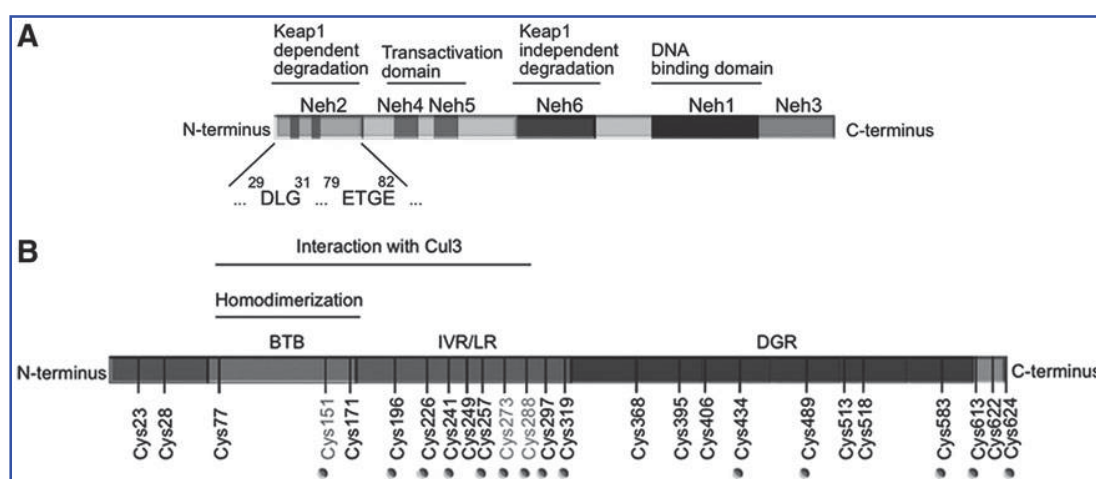 A
Keap1
dependent
degradation
Transactivation
domain
Keap1
independent
degradation
DNA
binding domain
Neh2 Neh4 Neh5 Neh6 Neh1 Neh3
N-terminus C-terminus
29 31 79 82
... DLG ... ETGE ...
B
Interaction with Cul3
Homodimerization
BTB IVR/LR DGR
N-terminus C-terminus
Cys23
Cys28
Cys77
Cys151
Cys171
Cys196
Cys226
Cys241
Cys249
Cys257
Cys273
Cys288
Cys297
Cys319
Cys368
Cys395
Cys406
Cys434
Cys489
Cys513
Cys518
Cys583
Cys613
Cys622
Cys624